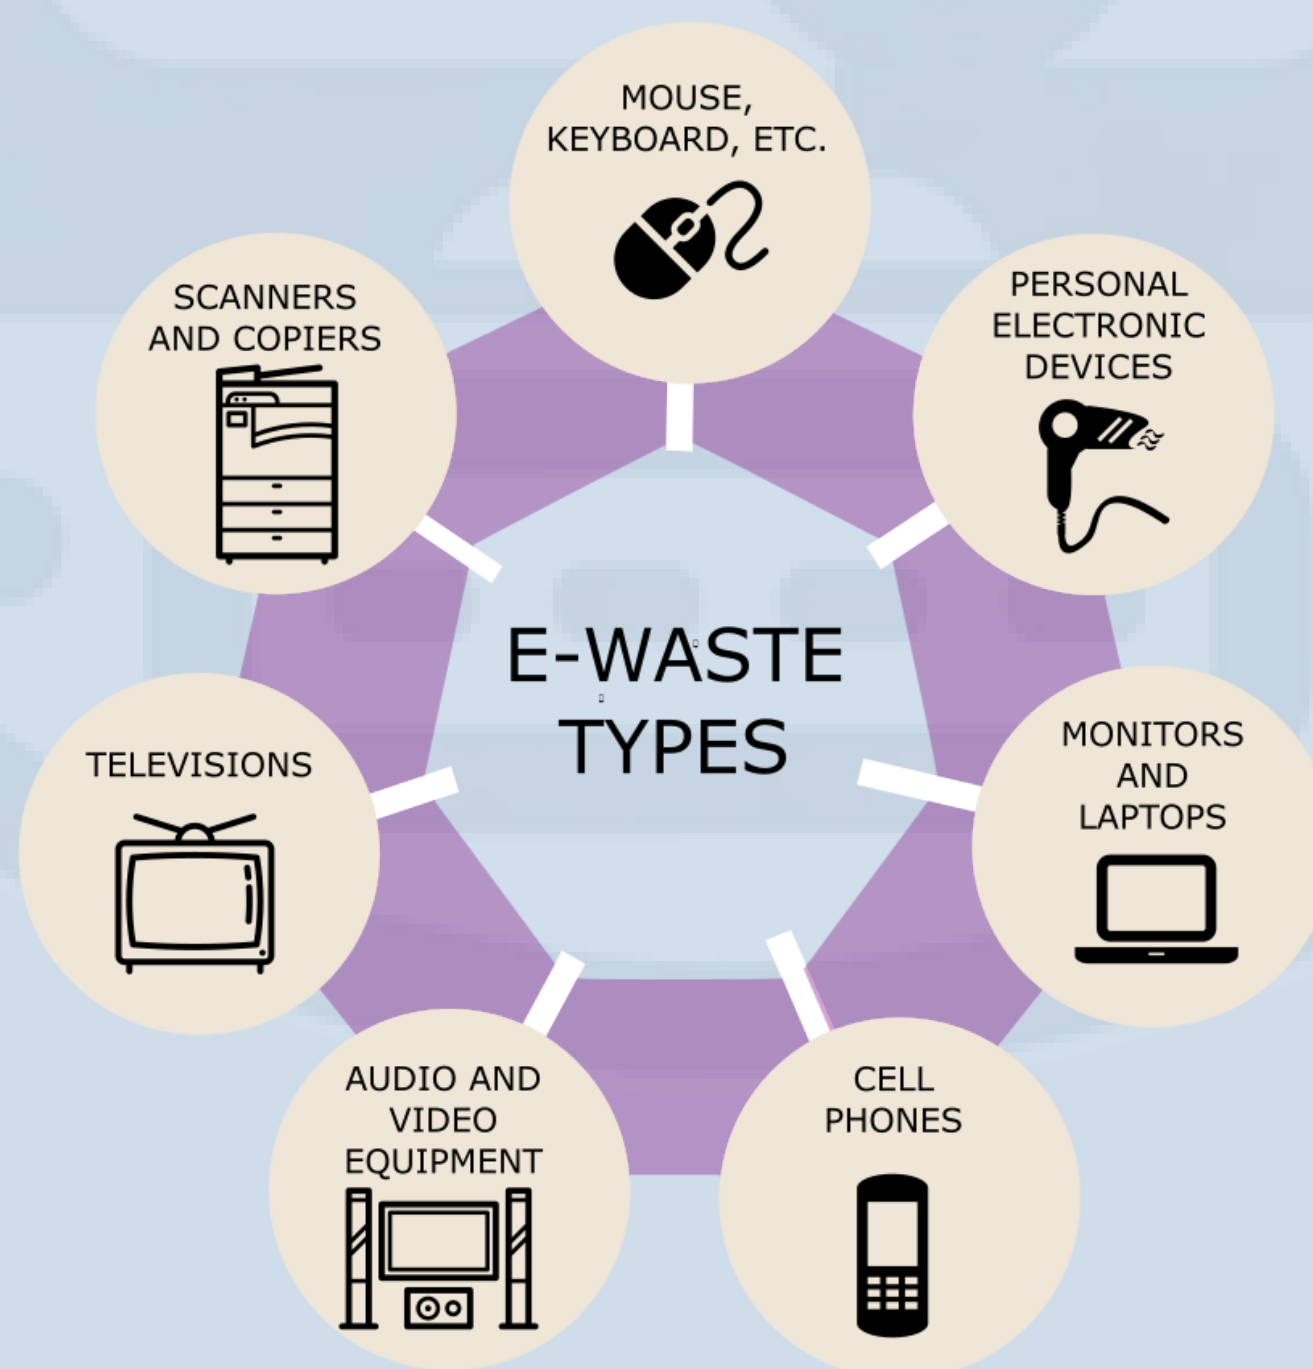 MOUSE,
KEYBOARD, ETC.
PERSONAL
ELECTRONIC
DEVICES
MONITORS
AND
LAPTOPS
CELL
PHONES
AUDIO AND
VIDEO
EQUIPMENT
TELEVISIONS
SCANNERS
AND COPIERS
E-WASTE
TYPES